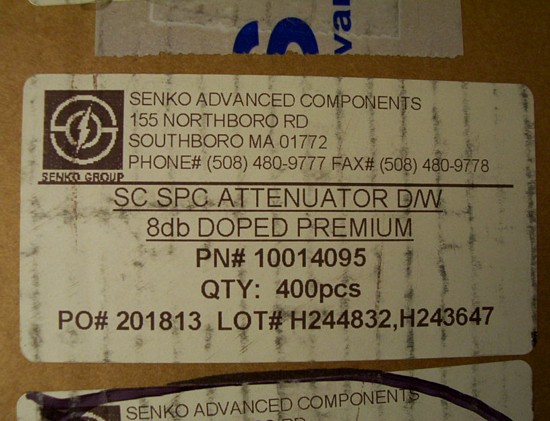 S
va
SENKO ADVANCED COMPONENTS
155 NORTHBORO RD
SOUTHBORO MA 01772
PHONE# (508) 480-9777 FAX# (508) 480-9778
SENKO GROUP
SC SPC ATTENUATOR D/W
8db DOPED PREMIUM
PN# 10014095
QTY: 400pcs
PO# 201813 LOT# H244832,H243647
SENKO ADVANCED COMPONENTS